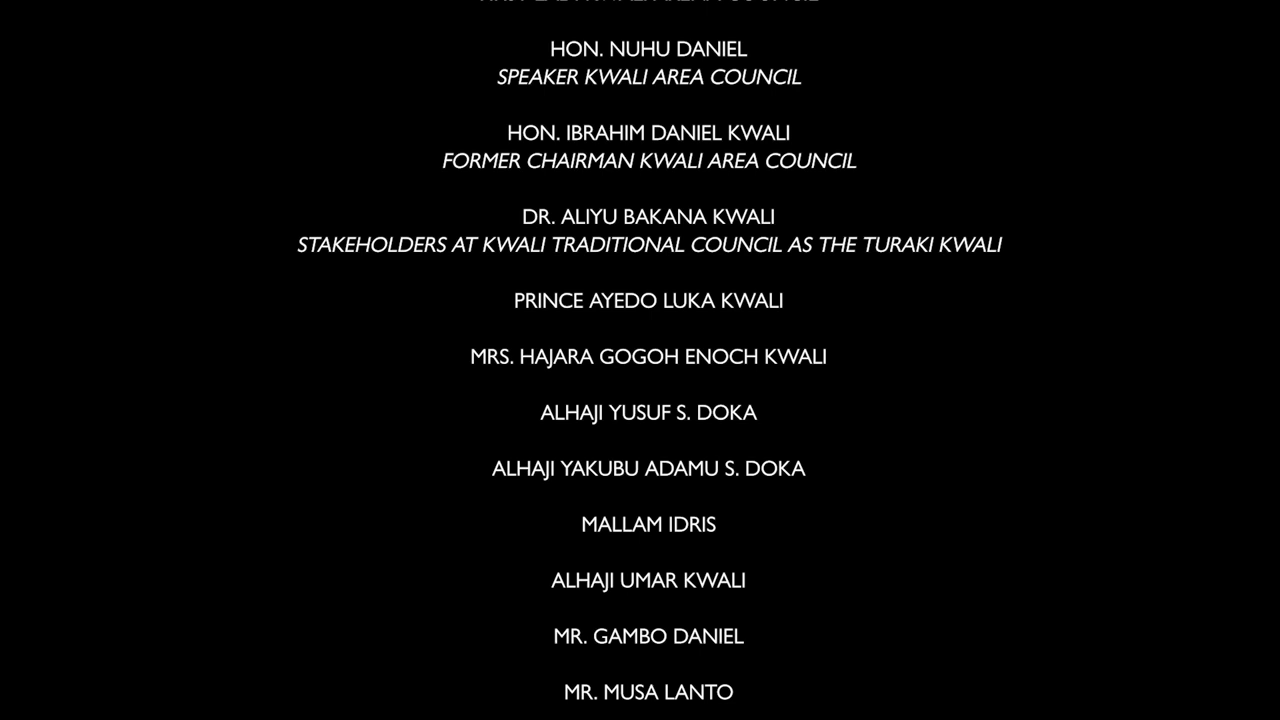 HON. NUHU DANIEL
SPEAKER KWALI AREA COUNCIL
HON. IBRAHIM DANIEL KWALI
FORMER CHAIRMAN KWALI AREA COUNCIL
DR. ALIYU BAKANA KWALI
STAKEHOLDERS AT KWALI TRADITIONAL COUNCIL AS THE TURAKI KWALI
PRINCE AYEDO LUKA KWALI
MRS. HAJARA GOGOH ENOCH KWALI
ALHAJI YUSUF S. DOKA
ALHAJI YAKUBU ADAMU S. DOKA
MALLAM IDRIS
ALHAJI UMAR KWALI
MR. GAMBO DANIEL
MR. MUSA LANTO